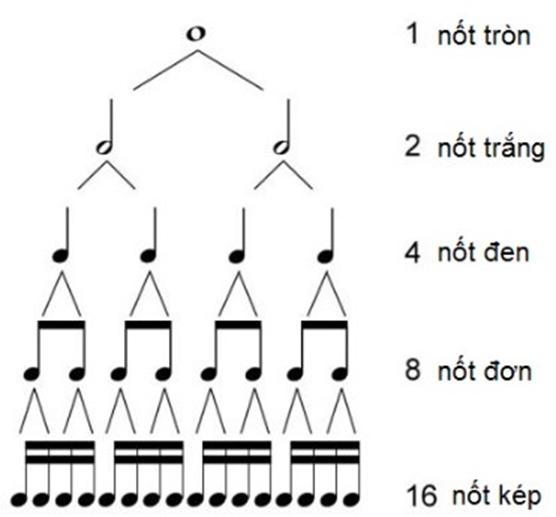 1 nốt tròn
2 nốt trắng
4 nốt đen
8 nốt đơn
16 nốt kép